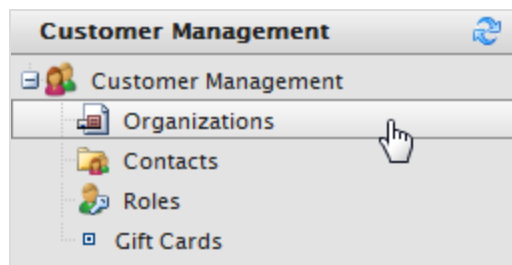 Customer Management
Customer Management
Organizations
Contacts
Roles
Gift Cards